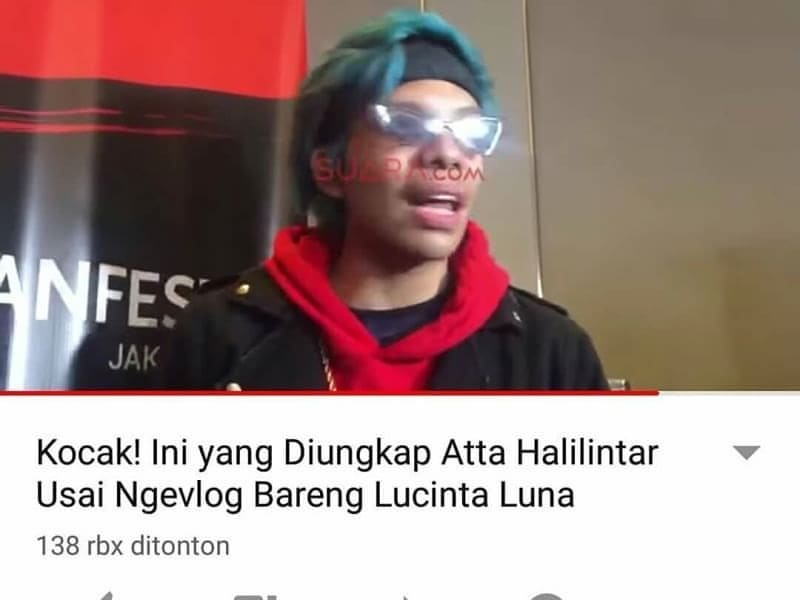 SUARA.COM
ANFES
JAK
Kocak! Ini yang Diungkap Atta Halilintar
Usai Ngevlog Bareng Lucinta Luna
138 rbx ditonton